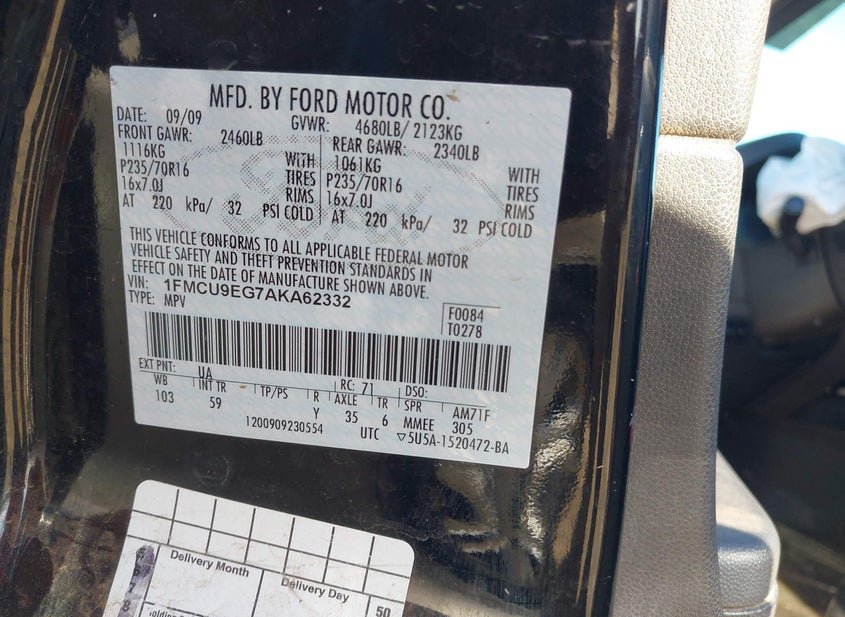 MFD. BY FORD MOTOR CO.
DATE: 09/09 GVWR: 4680LB/ 2123KG
FRONT GAWR: 2460LB REAR GAWR: 2340LB
1116KG WITH 1061KG WITH
P235/70R16 TIRES P235/70R16 TIRES
16x7.0J RIMS 16x7.0J RIMS
AT 220 kPa/ 32 PSI COLD AT 220 kPa/ 32 PSI COLD
THIS VEHICLE CONFORMS TO ALL APPLICABLE FEDERAL MOTOR
VEHICLE SAFETY AND THEFT PREVENTION STANDARDS IN
EFFECT ON THE DATE OF MANUFACTURE SHOWN ABOVE.
VIN: 1FMCU9EG7AKA62332
TYPE: MPV
F0084
T0278
EXT PNT: UA RC: 71 DSO:
WB INT TR TP/PS R AXLE TR SPR AM71F
103 59 Y 35 6 MMEE 305
1200909230554 UTC ▽5U5A-1520472-BA
Delivery Month
Delivery Day
8
50